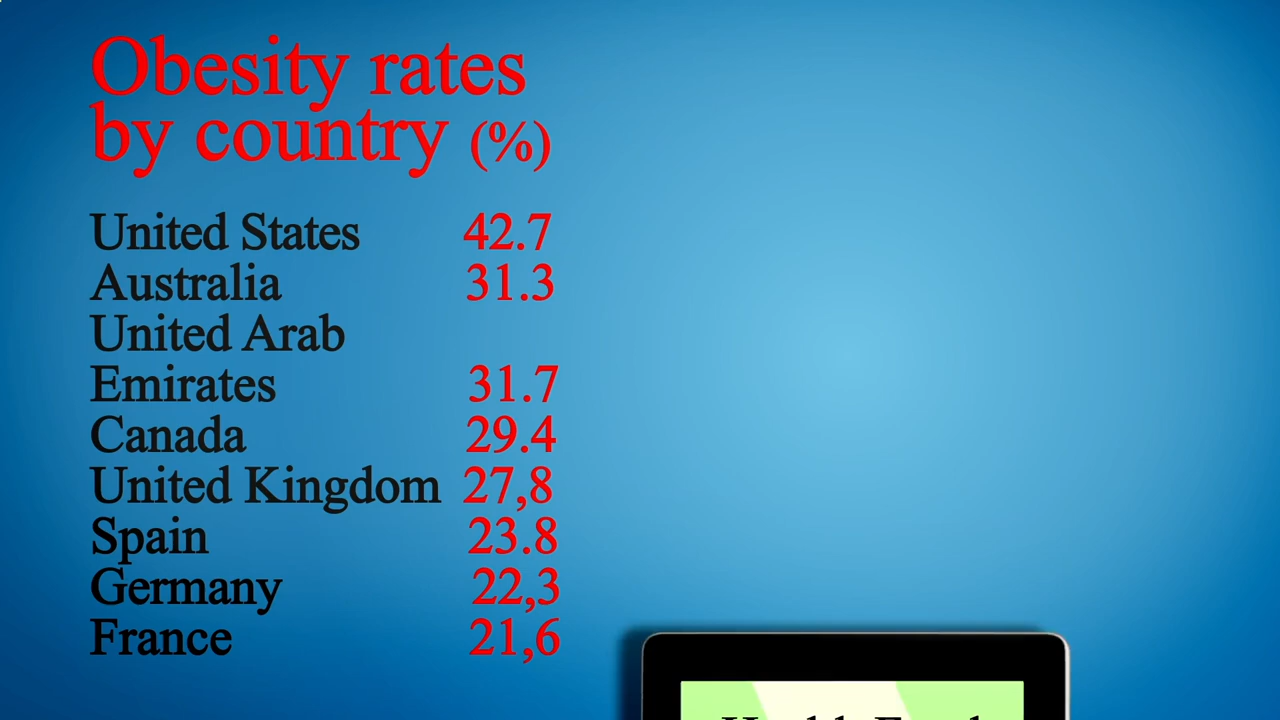 Obesity rates
by country (%)
United States 42.7
Australia 31.3
United Arab
Emirates 31.7
Canada 29.4
United Kingdom 27,8
Spain 23.8
Germany 22,3
France 21,6